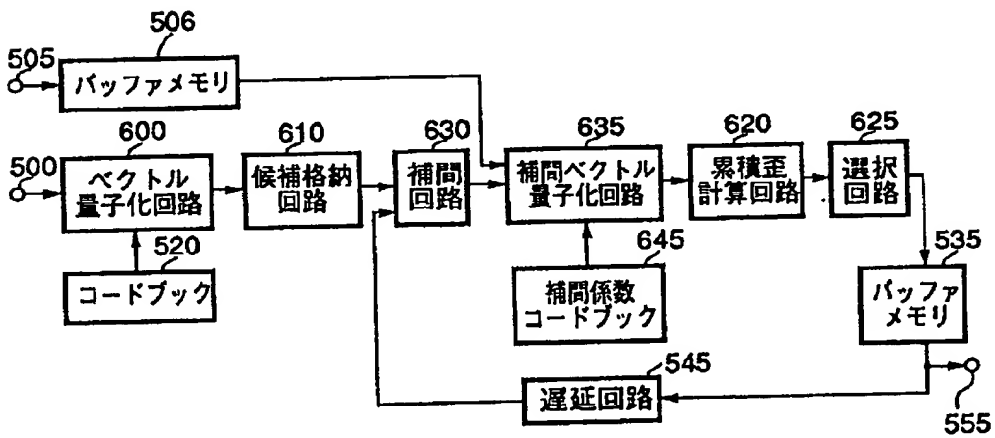 506
505
バッファメモリ
600
610
630
635
620
625
500
ベクトル
量子化回路
候補格納
回路
補間
回路
補間ベクトル
量子化回路
累積歪
計算回路
選択
回路
520
コードブック
645
補間係数
コードブック
535
バッファ
メモリ
545
遅延回路
555